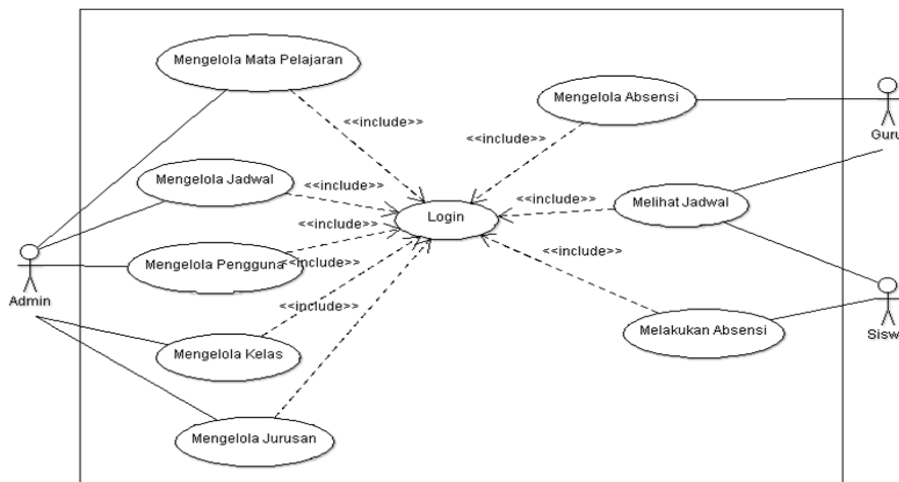 Mengelola Mata Pelajaran
Mengelola Absensi
Guru
<<include>>
<<include>>
Mengelola Jadwal
<<include>>
<<include>>
Melihat Jadwal
Login
<<include>>
Mengelola Pengguna
<<include>>
Admin
<<include>>
<<include>>
Melakukan Absensi
Sisw
Mengelola Kelas
Mengelola Jurusan